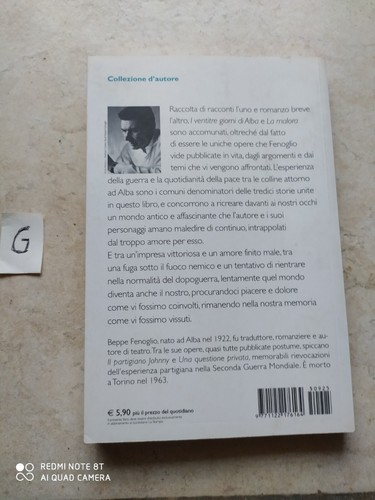 Collezione d'autore
Raccolta di racconti l'uno e romanzo breve
l'altro, I ventitre giorni di Alba e La malora
sono accomunati, oltreché dal fatto
di essere le uniche opere che Fenoglio
vide pubblicate in vita, dagli argomenti e dai
temi che vi vengono affrontati. L'esperienza
della guerra e la quotidianità della pace tra le colline attorno
ad Alba sono i comuni denominatori delle tredici storie unite
in questo libro, e concorrono a ricreare davanti ai nostri occhi
un mondo antico e affascinante che l'autore e i suoi
personaggi amano maledire di continuo, intrappolati
dal troppo amore per esso.
E tra un'impresa vittoriosa e un amore finito male, tra
una fuga sotto il fuoco nemico e un tentativo di rientrare
nella normalità del dopoguerra, lentamente quel mondo
diventa anche il nostro, procurandoci piacere e dolore
come vi fossimo coinvolti, rimanendo nella nostra memoria
come vi fossimo vissuti.
G
Beppe Fenoglio, nato ad Alba nel 1922, fu traduttore, romanziere e au-
tore di teatro. Tra le sue opere, quasi tutte pubblicate postume, spiccano
Il partigiano Johnny e Una questione privata, memorabili rievocazioni
dell'esperienza partigiana nella Seconda Guerra Mondiale. È morto
a Torino nel 1963.
30923
9 771122 176164
€ 5,90 più il prezzo del quotidiano
REDMI NOTE 8T
AI QUAD CAMERA